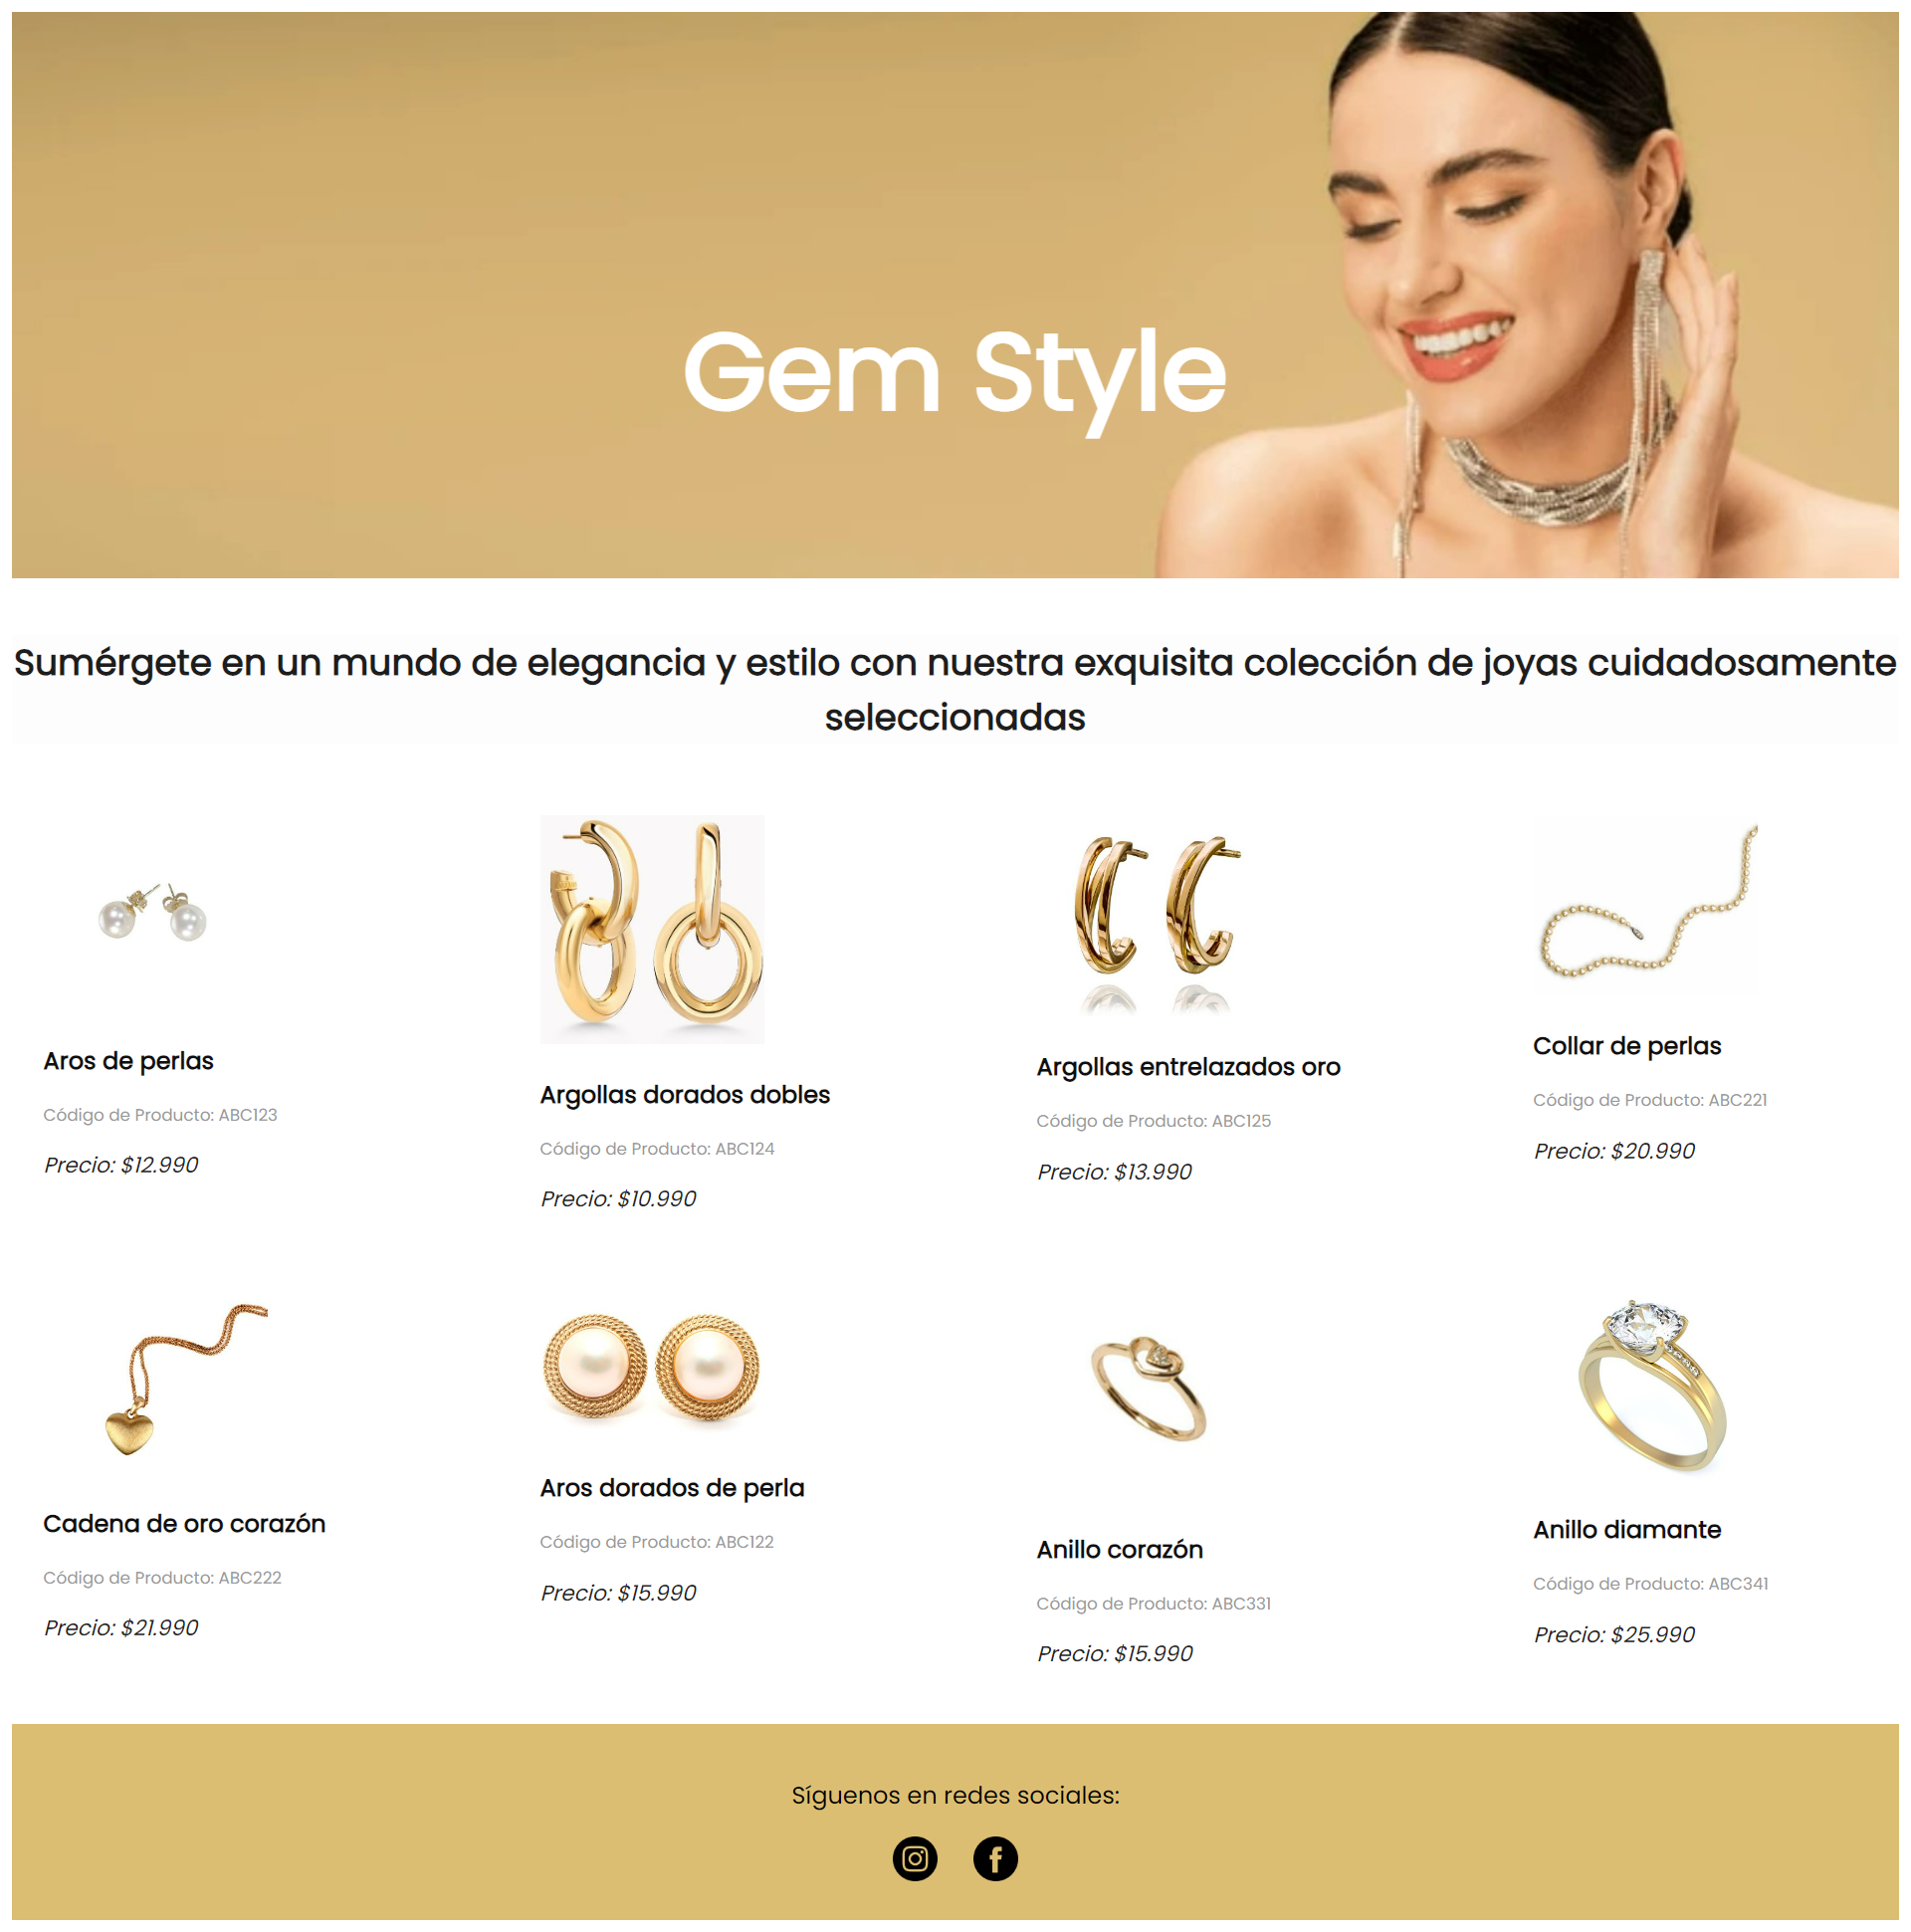 Gem Style
Sumérgete en un mundo de elegancia y estilo con nuestra exquisita colección de joyas cuidadosamente
seleccionadas
Aros de perlas
Código de Producto: ABC123
Precio: $12.990
Argollas dorados dobles
Código de Producto: ABC124
Precio: $10.990
Argollas entrelazados oro
Código de Producto: ABC125
Precio: $13.990
Collar de perlas
Código de Producto: ABC221
Precio: $20.990
Cadena de oro corazón
Código de Producto: ABC222
Precio: $21.990
Aros dorados de perla
Código de Producto: ABC122
Precio: $15.990
Anillo corazón
Código de Producto: ABC331
Precio: $15.990
Anillo diamante
Código de Producto: ABC341
Precio: $25.990
Síguenos en redes sociales: